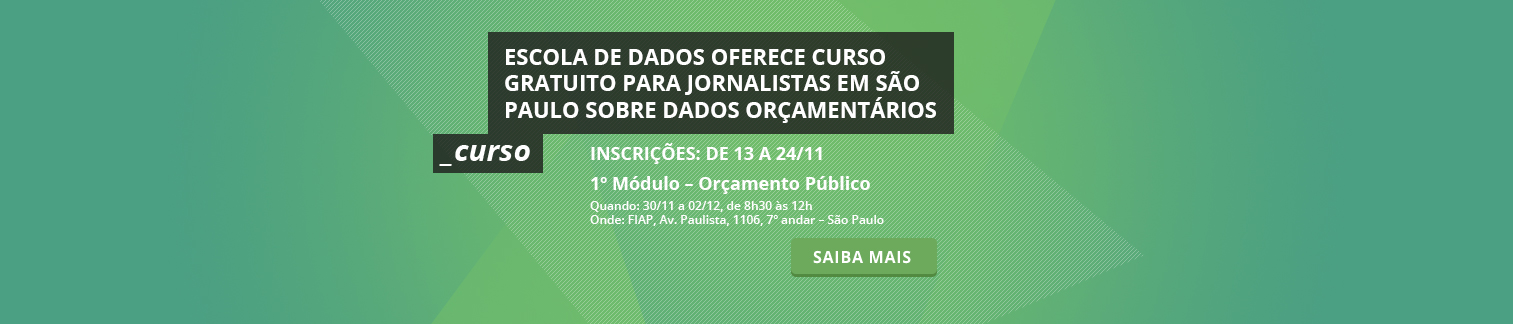 ESCOLA DE DADOS OFERECE CURSO
GRATUITO PARA JORNALISTAS EM SÃO
PAULO SOBRE DADOS ORÇAMENTÁRIOS
_curso
INSCRIÇÕES: DE 13 A 24/11
1º Módulo – Orçamento Público
Quando: 30/11 a 02/12, de 8h30 às 12h
Onde: FIAP, Av. Paulista, 1106, 7º andar – São Paulo
SAIBA MAIS